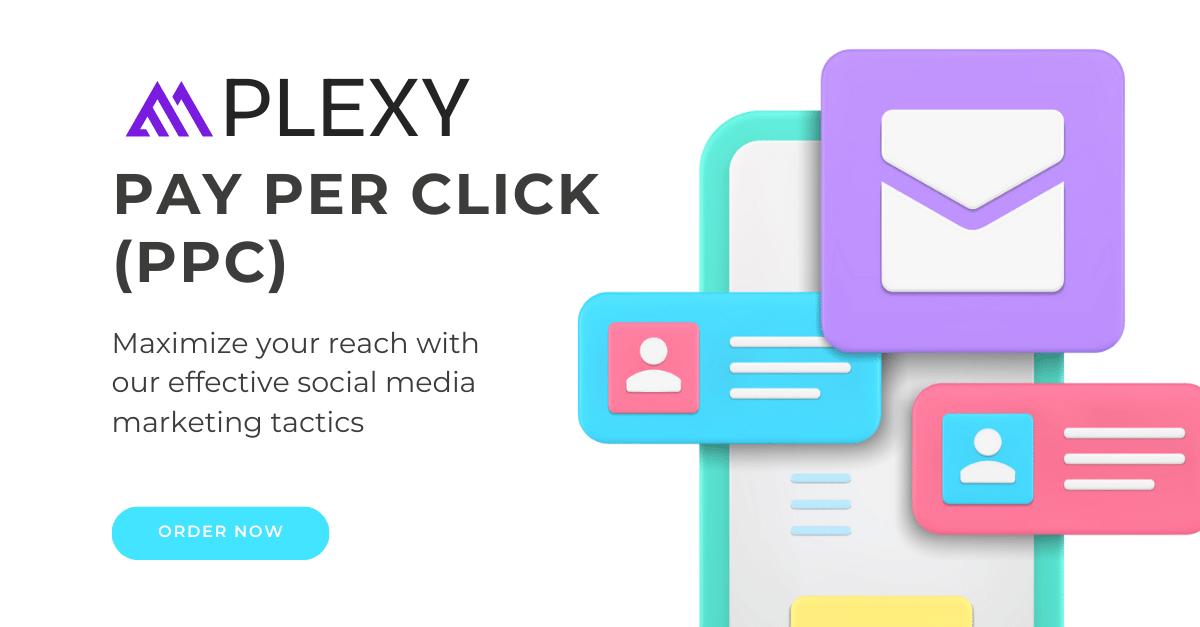 PLEXY
PAY PER CLICK
(PPC)
Maximize your reach with
our effective social media
marketing tactics
ORDER NOW